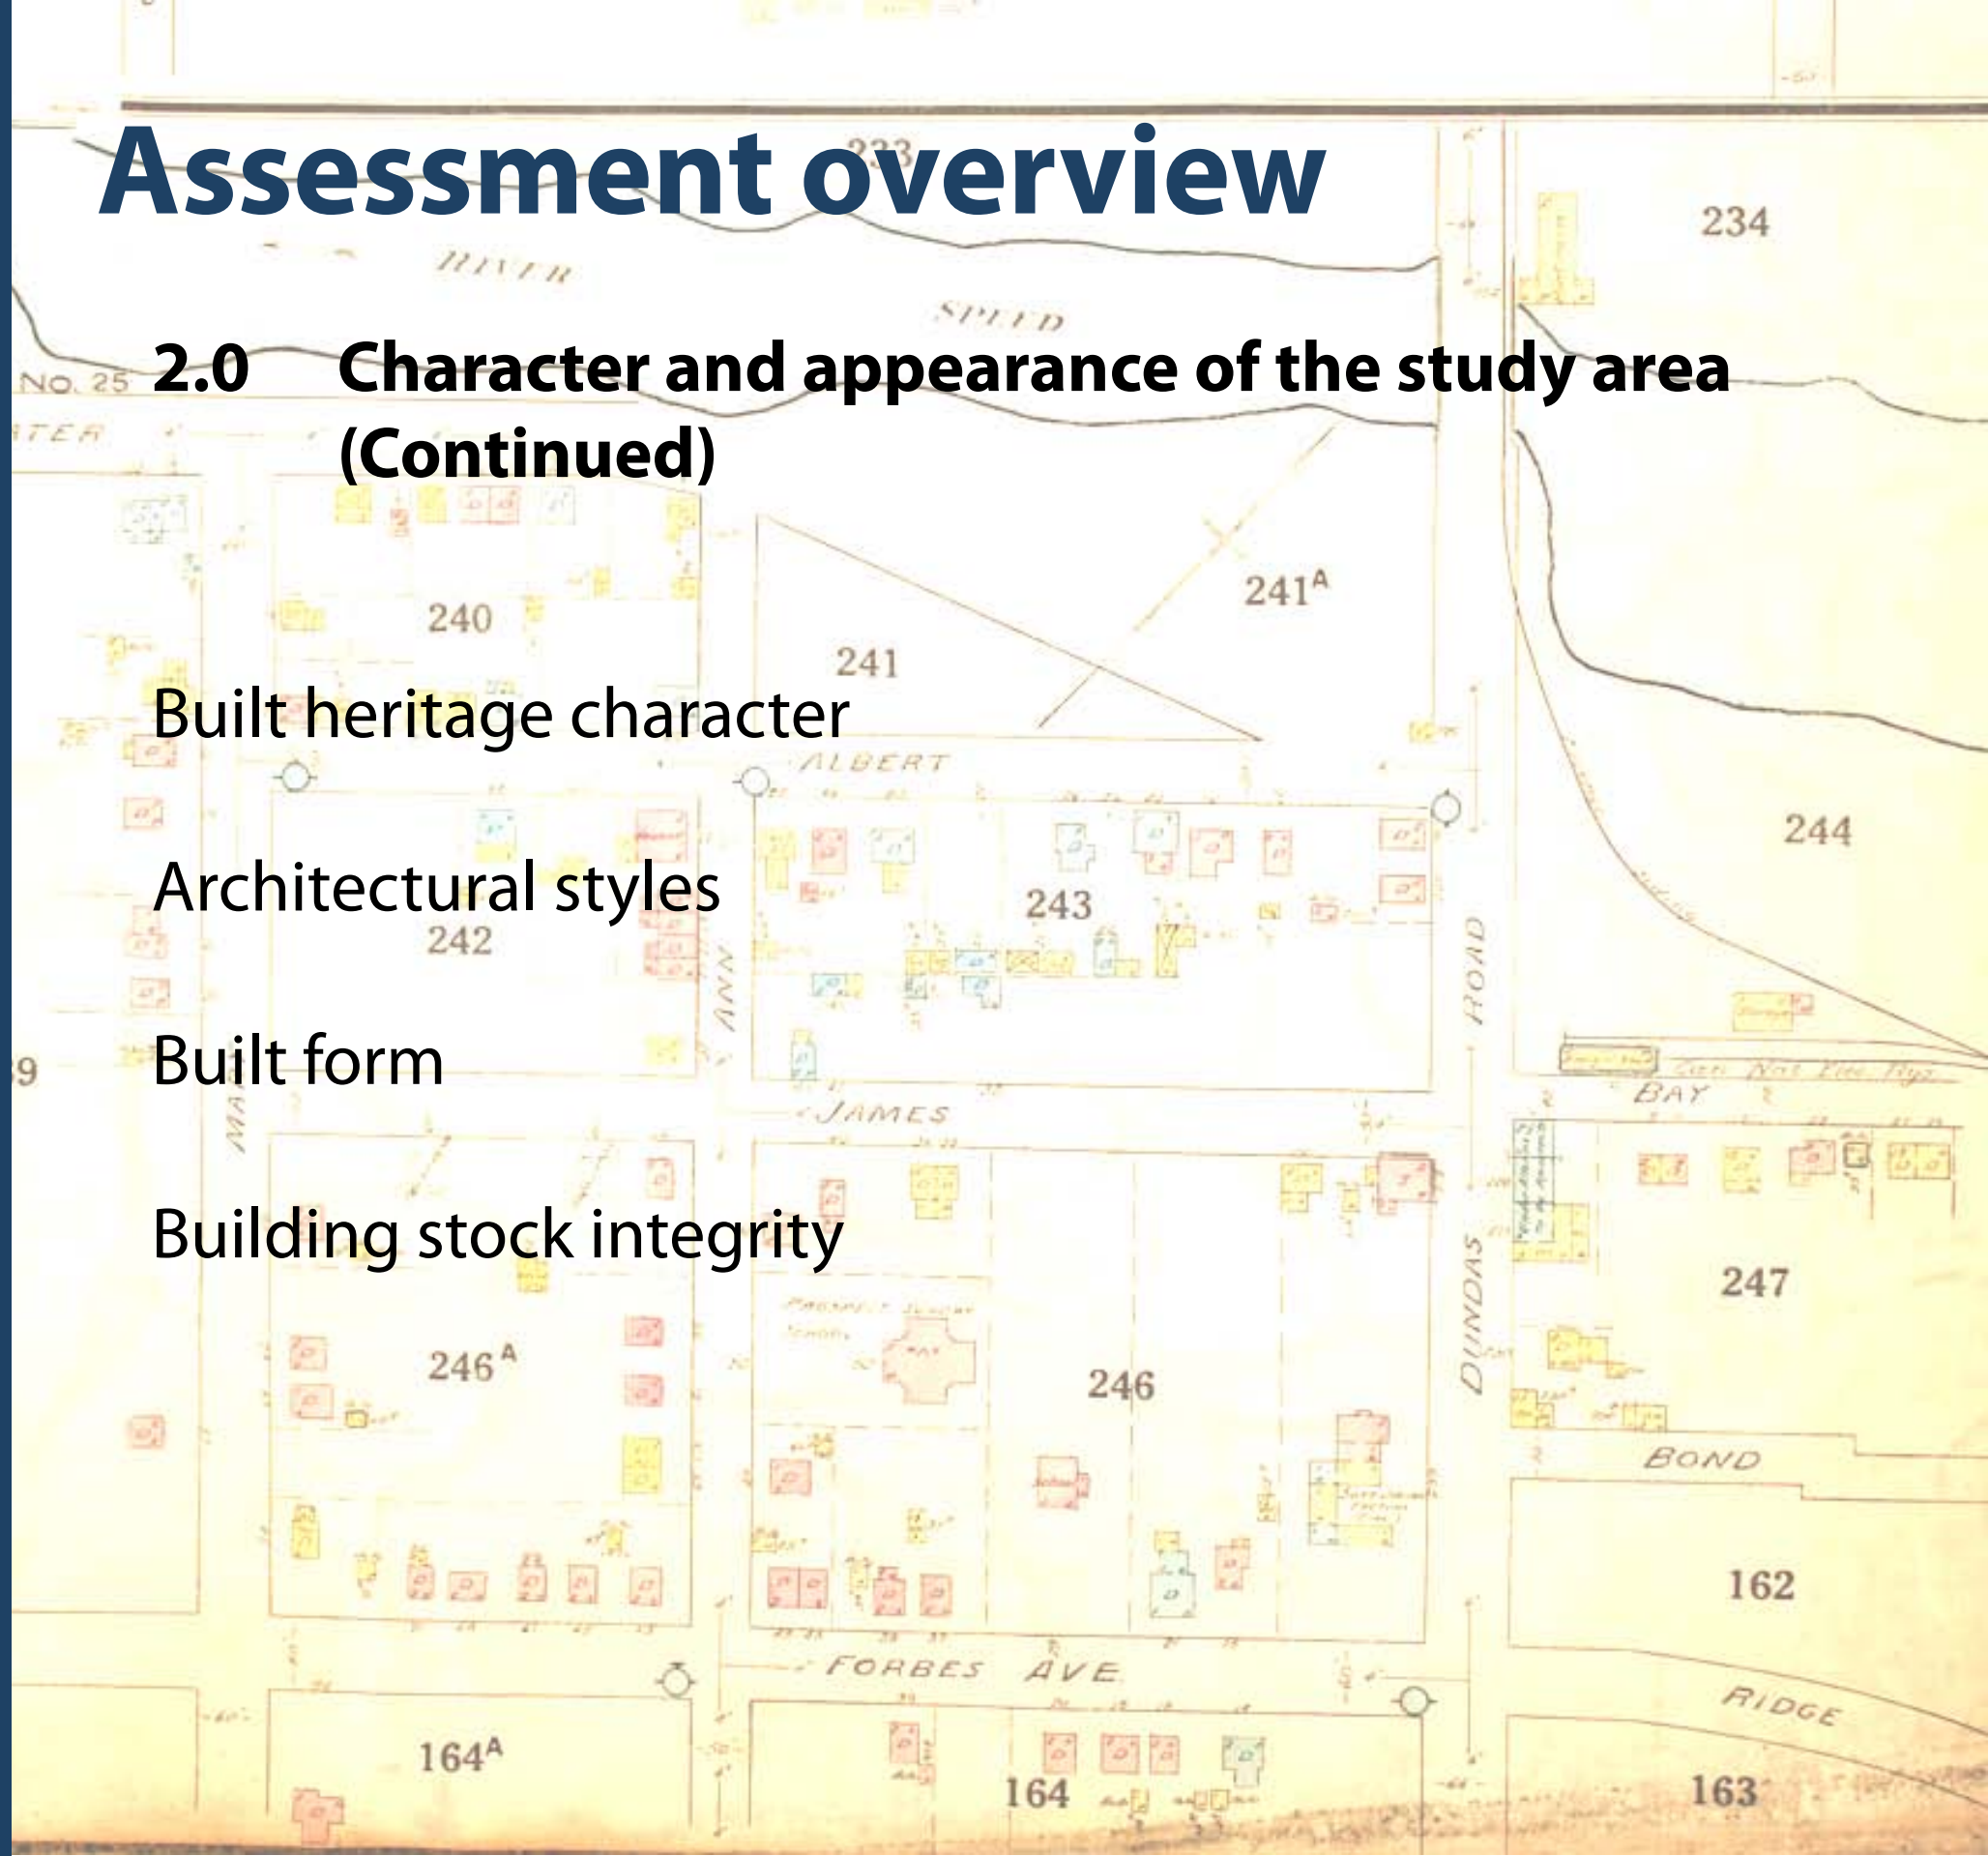 Assessment overview
233
234
RIVER
SPEED
2.0 Character and appearance of the study area
(Continued)
No. 25
240
241
241A
Built heritage character
ALBERT
244
Architectural styles
242
243
ANN
ROAD
Built form
BAY
JAMES
Building stock integrity
247
DUNDAS
246A
246
BOND
162
FORBES AVE.
RIDGE
164A
164
163